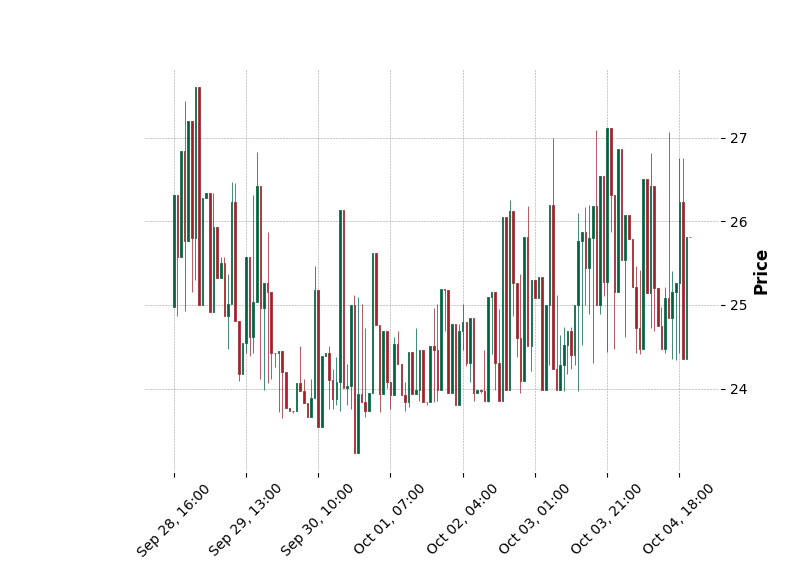 27
26
25
24
Price
Sep 28, 16:00
Sep 29, 13:00
Sep 30, 10:00
Oct 01, 07:00
Oct 02, 04:00
Oct 03, 01:00
Oct 03, 21:00
Oct 04, 18:00